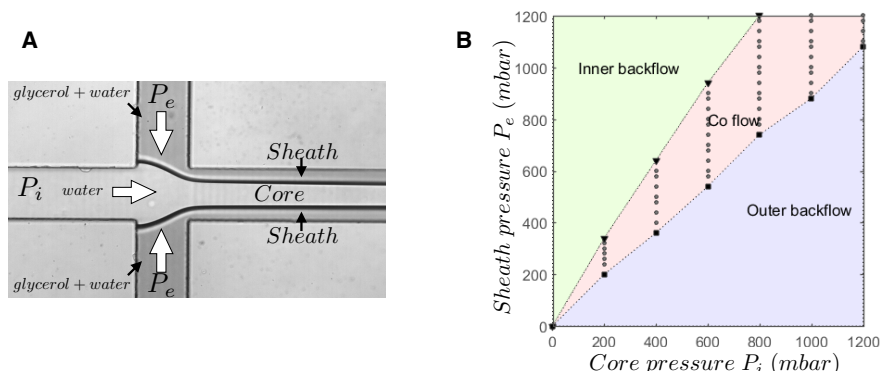 A
glycerol + water
P_e
Sheath
P_i
water
Core
Sheath
glycerol + water
P_e
B
1200
1000
800
600
400
200
0
Sheath pressure P_e (mbar)
Inner backflow
Co flow
Outer backflow
0 200 400 600 800 1000 1200
Core pressure P_i (mbar)